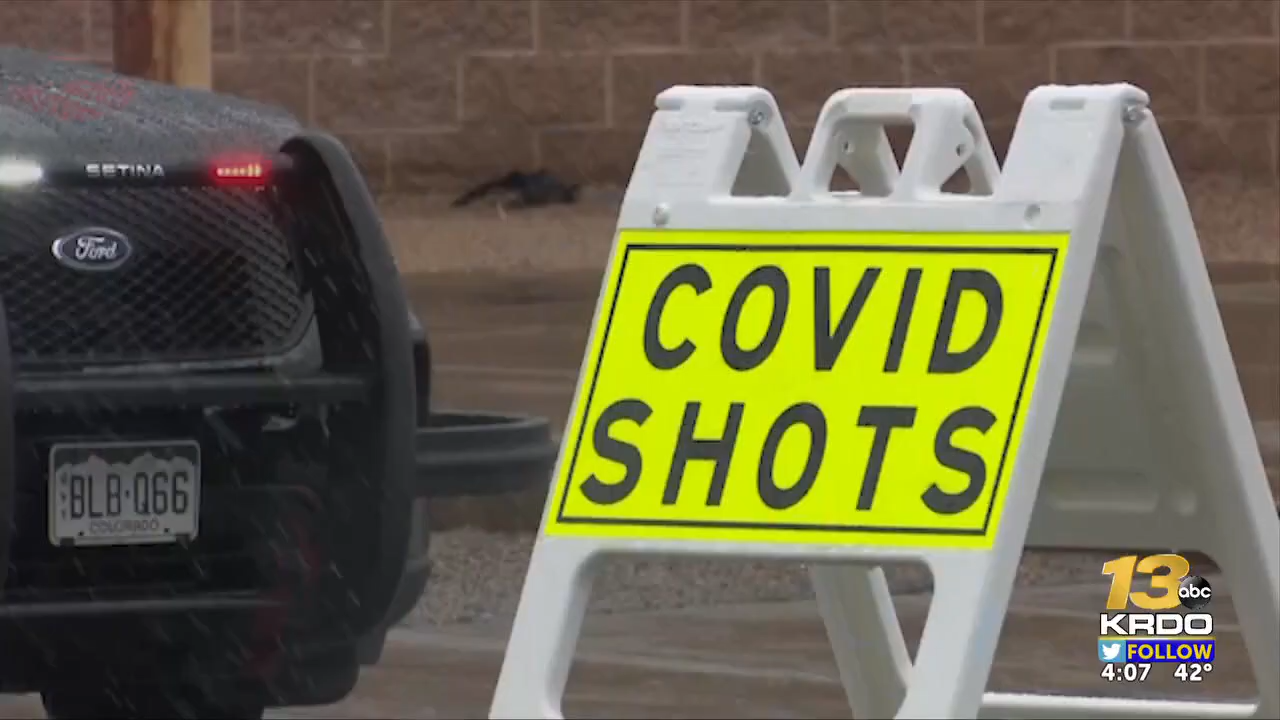 SETINA
Ford
BLB·Q66
COLORADO
COVID
SHOTS
13 abc
KRDO
FOLLOW
4:07 42°